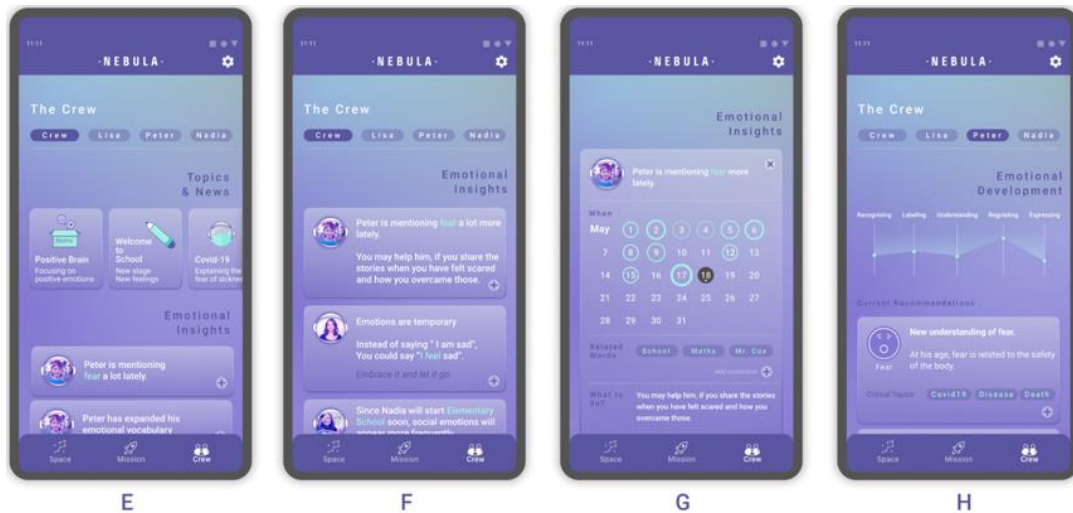 11:11
·NEBULA·
The Crew
Crew Lisa Peter Nadia
Topics
& News
Positive Brain
Focusing on
positive emotions
Welcome
to
School
New stage
New feelings
Covid-19
Explaining the
fear of sickne
Emotional
Insights
Peter is mentioning
fear a lot lately.
Peter has expanded his
emotional vocabulary
Space Mission Crew
E
11:11
·NEBULA·
The Crew
Crew Lisa Peter Nadia
Emotional
Insights
Peter is mentioning fear a lot more
lately.
You may help him, if you share the
stories when you have felt scared
and how you overcame those.
Emotions are temporary
Instead of saying " I am sad",
You could say "I feel sad".
Embrace it and let it go.
Since Nadia will start Elementary
School soon, social emotions will
appear more frequently
Space Mission Crew
F
11:11
·NEBULA·
Emotional
Insights
Peter is mentioning fear more
lately.
When
May 1 2 3 4 5 6
7 8 9 10 11 12 13
14 15 16 17 18 19 20
21 22 23 24 25 26 27
28 29 30 31
Related
Words
School Maths Mr. Cox
Add connection
What to
do?
You may help him, if you share the stories
when you have felt scared and how you
overcame those.
Space Mission Crew
G
11:11
·NEBULA·
The Crew
Crew Lisa Peter Nadia
Emotional
Development
Recognising Labeling Understanding Regulating Expressing
Current Recommendations
Fear
New understanding of fear.
At his age, fear is related to the safety
of the body.
Critical Topics Covid19 Disease Death
Space Mission Crew
H